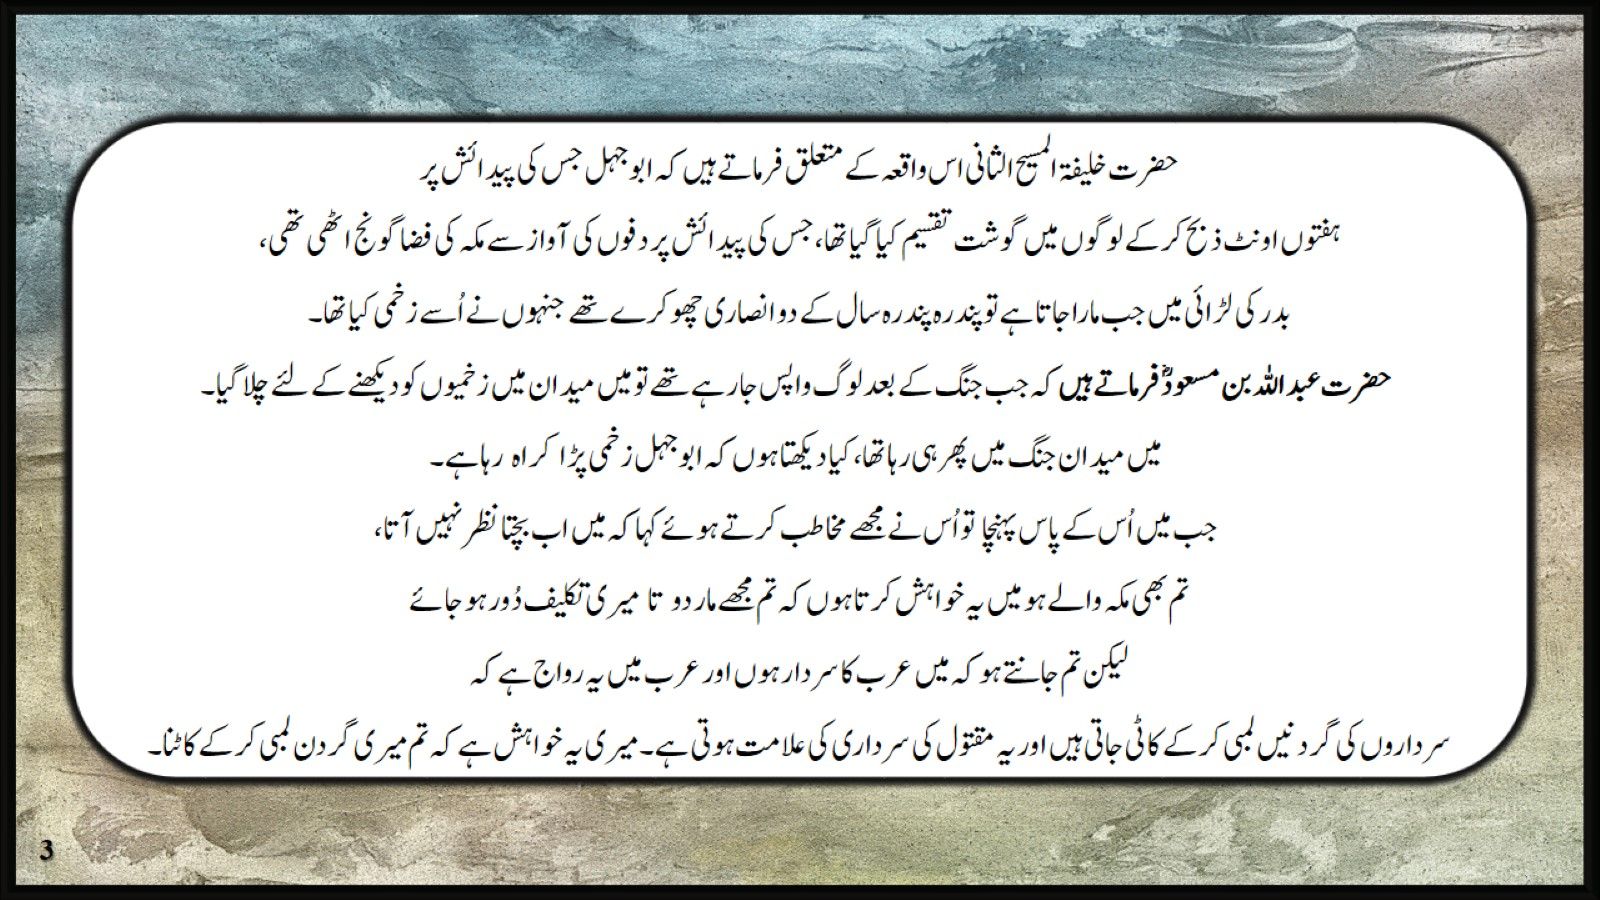 حضرت خلیفۃ المسیح الثانی اس واقعہ کے متعلق فرماتے ہیں کہ ابوجہل جس کی پیدائش پر
ہفتوں اونٹ ذبح کر کے لوگوں میں گوشت تقسیم کیا گیا تھا، جس کی پیدائش پر دفوں کی آواز سے مکہ کی فضا گونج اٹھی تھی،
بدر کی لڑائی میں جب مارا جاتا ہے تو پندرہ پندرہ سال کے دو انصاری چھوکرے تھے جنہوں نے اُسے زخمی کیا تھا۔
حضرت عبداللہ بن مسعودؓ فرماتے ہیں کہ جب جنگ کے بعد لوگ واپس جا رہے تھے تو میں میدان میں زخمیوں کو دیکھنے کے لئے چلا گیا۔
میں میدان جنگ میں پھر ہی رہا تھا، کیا دیکھتا ہوں کہ ابوجہل زخمی پڑا کراہ رہا ہے۔
جب میں اُس کے پاس پہنچا تو اُس نے مجھے مخاطب کرتے ہوئے کہا کہ میں اب بچتا نظر نہیں آتا،
تم بھی مکہ والے ہو میں یہ خواہش کرتا ہوں کہ تم مجھے مار دو تا میری تکلیف دُور ہو جائے
لیکن تم جانتے ہو کہ میں عرب کا سردار ہوں اور عرب میں یہ رواج ہے کہ
سرداروں کی گردنیں لمبی کر کے کاٹی جاتی ہیں اور یہ مقتول کی سرداری کی علامت ہوتی ہے۔ میری یہ خواہش ہے کہ تم میری گردن لمبی کر کے کاٹنا۔
3